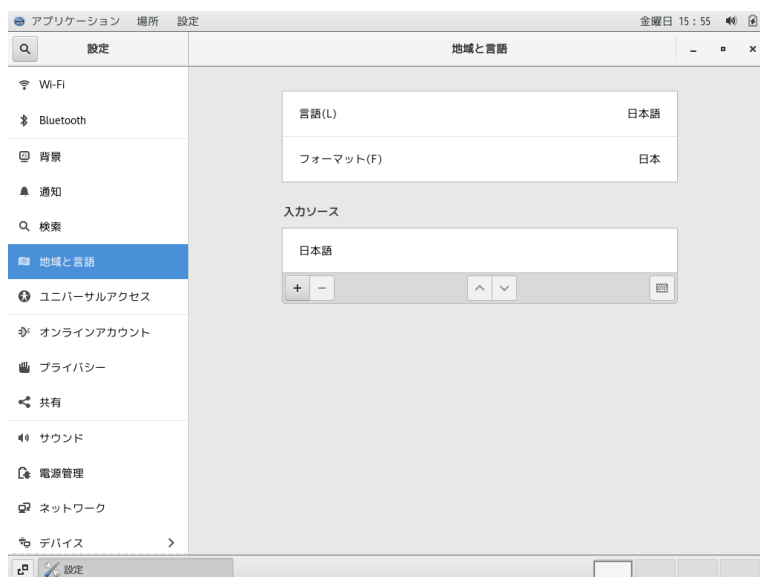 アプリケーション 場所 設定 金曜日 15：55
設定 地域と言語
Wi-Fi
Bluetooth
背景
通知
検索
地域と言語
ユニバーサルアクセス
オンラインアカウント
プライバシー
共有
サウンド
電源管理
ネットワーク
デバイス
言語(L) 日本語
フォーマット(F) 日本
入力ソース
日本語
設定